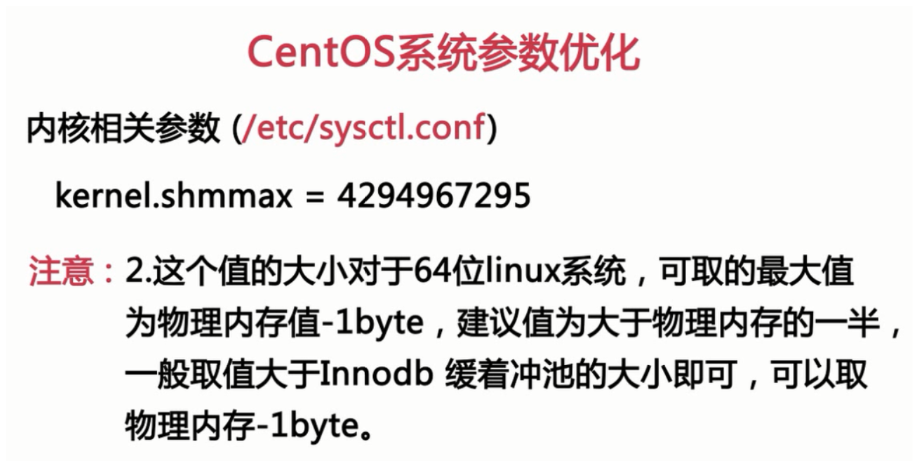 CentOS系统参数优化
内核相关参数 (/etc/sysctl.conf)
kernel.shmmax = 4294967295
注意：2.这个值的大小对于64位linux系统，可取的最大值
为物理内存值-1byte，建议值为大于物理内存的一半，
一般取值大于Innodb 缓着冲池的大小即可，可以取
物理内存-1byte。